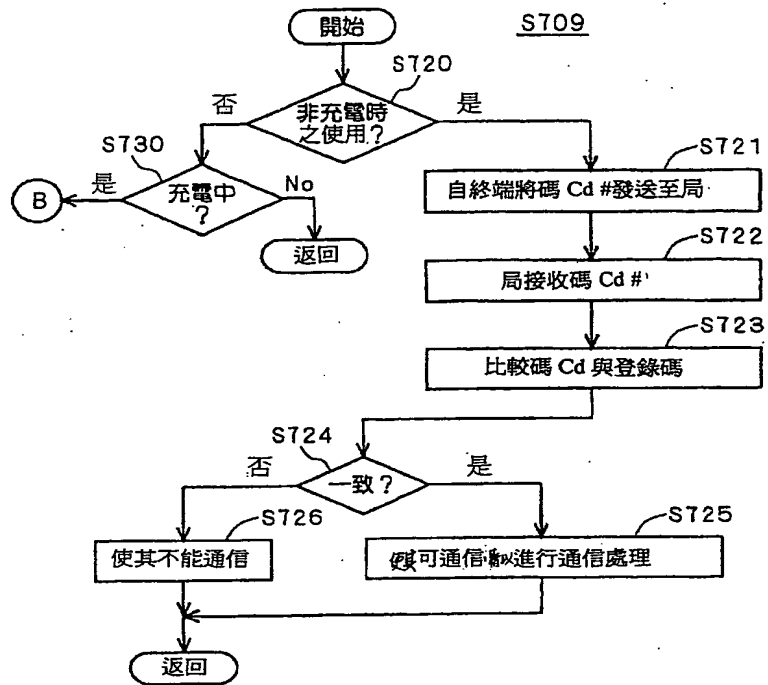 開始
S709
S720
非充電時
之使用?
否
是
S730
充電中
?
是
No
B
返回
S721
自終端將碼 Cd #發送至局
S722
局接收碼 Cd #'
S723
比較碼 Cd 與登錄碼
S724
一致?
否
是
S726
使其不能通信
S725
可通信 進行通信處理
返回